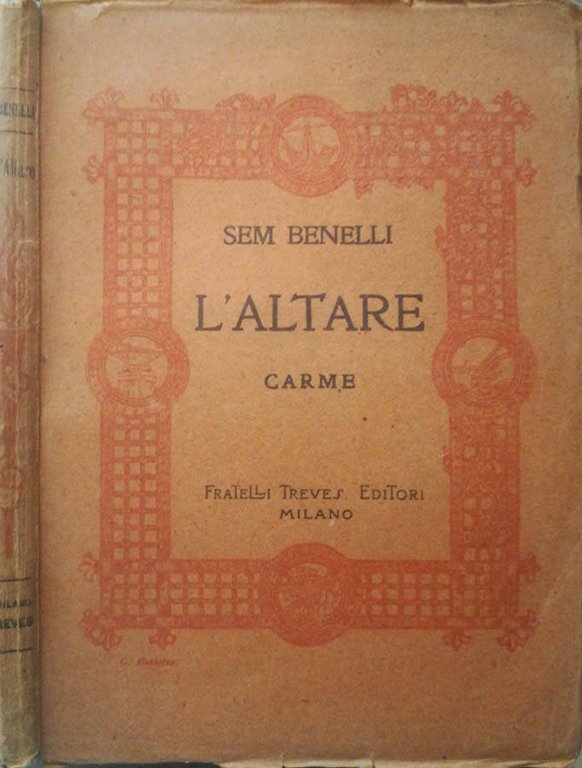 BENELLI
L'Altare
SEM BENELLI
L'ALTARE
CARME
FRATELLI TREVES EDITORI
MILANO
MILANO
TREVES